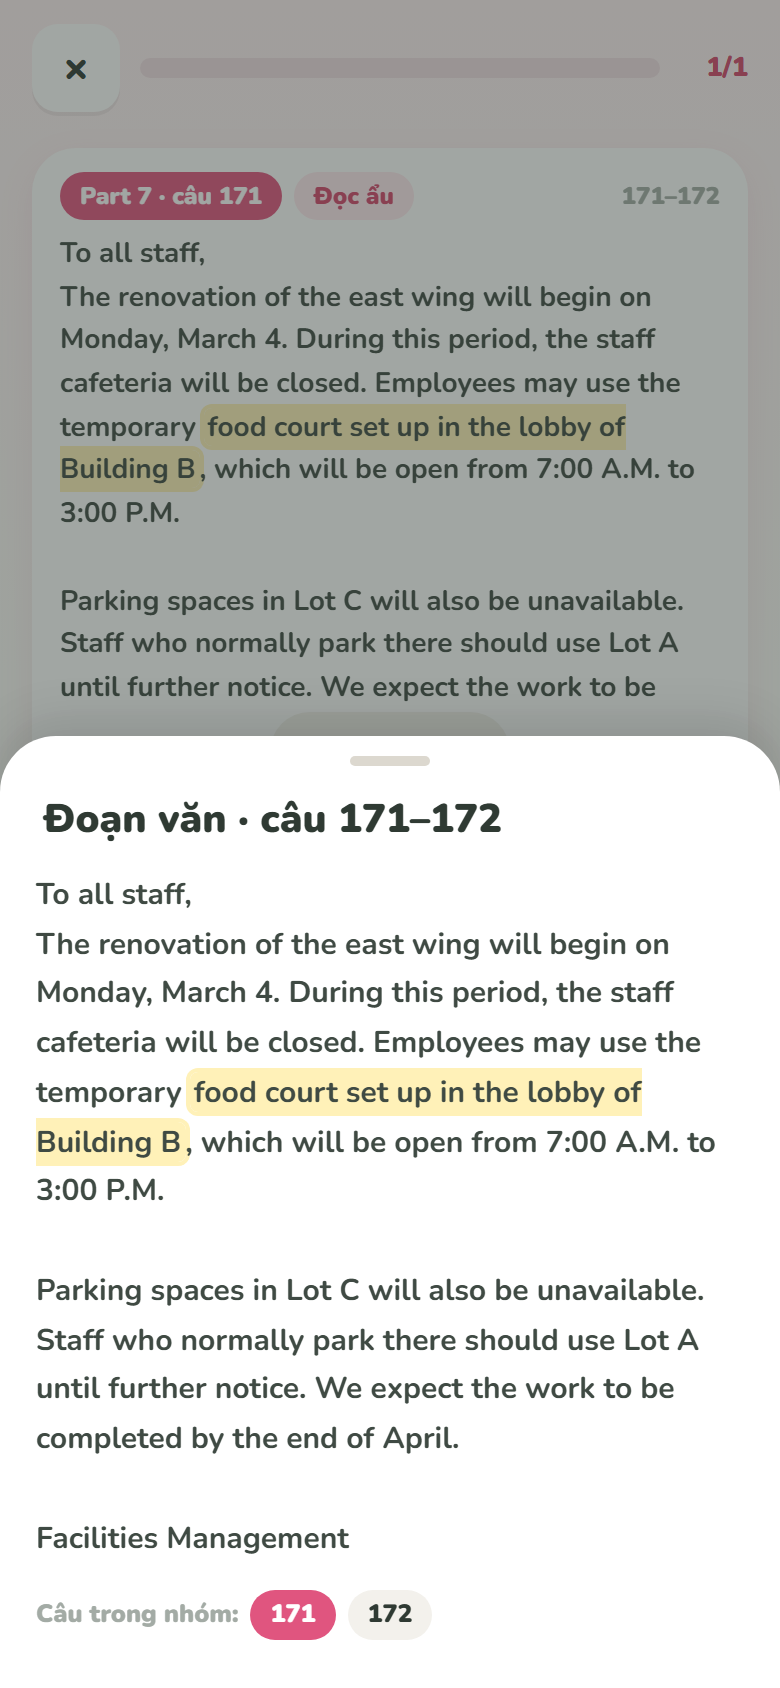 1/1
Part 7 · câu 171
Đọc ẩu
171–172
To all staff,
The renovation of the east wing will begin on
Monday, March 4. During this period, the staff
cafeteria will be closed. Employees may use the
temporary food court set up in the lobby of
Building B, which will be open from 7:00 A.M. to
3:00 P.M.
Parking spaces in Lot C will also be unavailable.
Staff who normally park there should use Lot A
until further notice. We expect the work to be
Đoạn văn · câu 171–172
To all staff,
The renovation of the east wing will begin on
Monday, March 4. During this period, the staff
cafeteria will be closed. Employees may use the
temporary food court set up in the lobby of
Building B, which will be open from 7:00 A.M. to
3:00 P.M.
Parking spaces in Lot C will also be unavailable.
Staff who normally park there should use Lot A
until further notice. We expect the work to be
completed by the end of April.
Facilities Management
Câu trong nhóm: 171 172